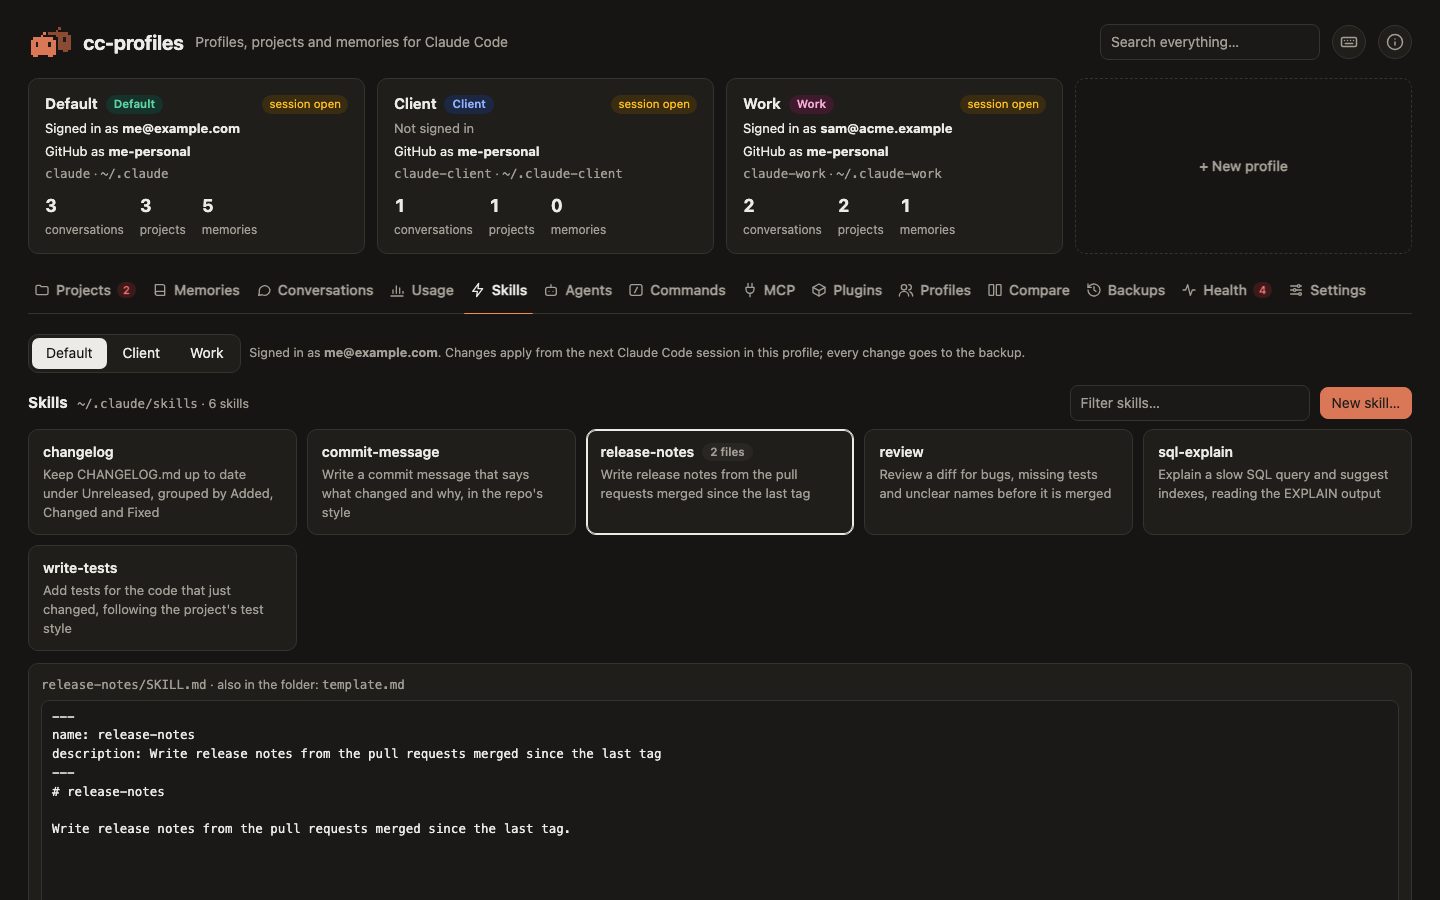 cc-profiles Profiles, projects and memories for Claude Code
Search everything...
Default Default session open
Signed in as me@example.com
GitHub as me-personal
claude · ~/.claude
3 3 5
conversations projects memories
Client Client session open
Not signed in
GitHub as me-personal
claude-client · ~/.claude-client
1 1 0
conversations projects memories
Work Work session open
Signed in as sam@acme.example
GitHub as me-personal
claude-work · ~/.claude-work
2 2 1
conversations projects memories
+ New profile
Projects 2 Memories Conversations Usage Skills Agents Commands MCP Plugins Profiles Compare Backups Health 4 Settings
Default Client Work Signed in as me@example.com. Changes apply from the next Claude Code session in this profile; every change goes to the backup.
Skills ~/.claude/skills · 6 skills
Filter skills... New skill...
changelog
Keep CHANGELOG.md up to date
under Unreleased, grouped by Added,
Changed and Fixed
commit-message
Write a commit message that says
what changed and why, in the repo's
style
release-notes 2 files
Write release notes from the pull
requests merged since the last tag
review
Review a diff for bugs, missing tests
and unclear names before it is merged
sql-explain
Explain a slow SQL query and suggest
indexes, reading the EXPLAIN output
write-tests
Add tests for the code that just
changed, following the project's test
style
release-notes/SKILL.md · also in the folder: template.md
---
name: release-notes
description: Write release notes from the pull requests merged since the last tag
---
# release-notes
Write release notes from the pull requests merged since the last tag.